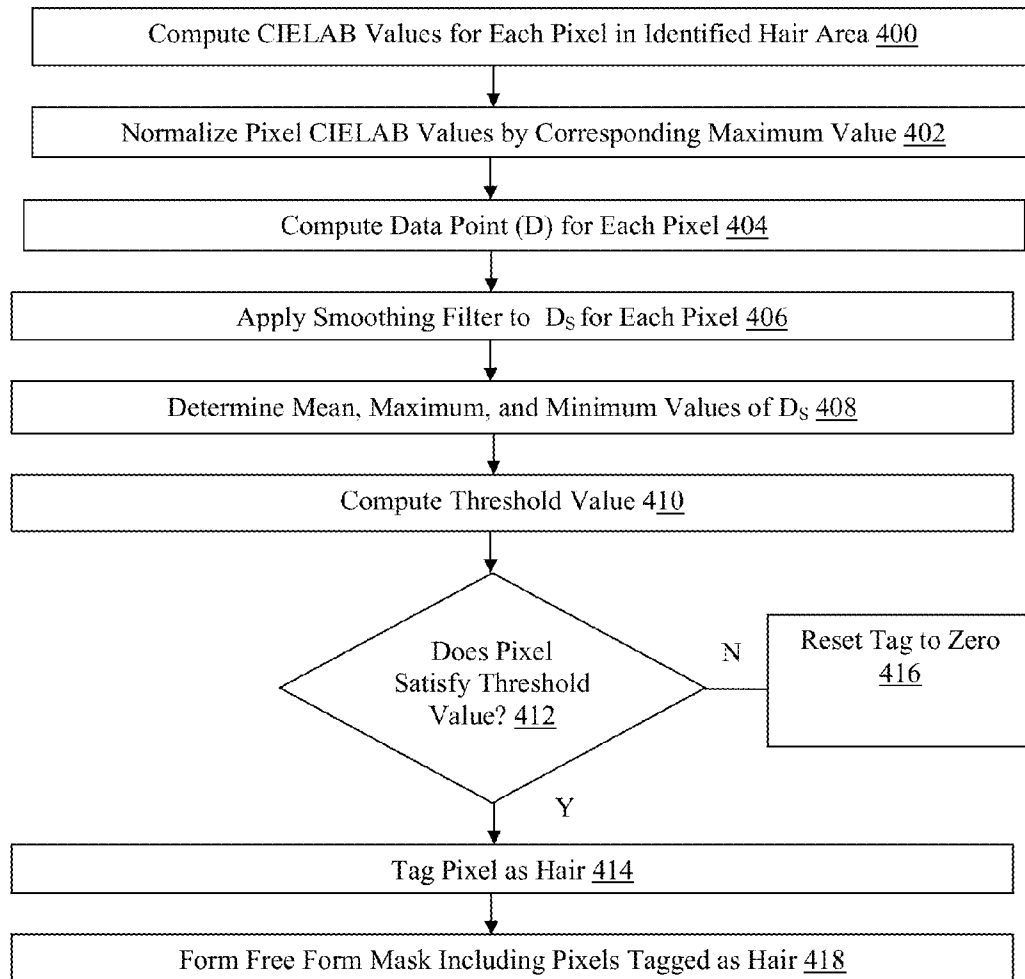 Compute CIELAB Values for Each Pixel in Identified Hair Area 400
Normalize Pixel CIELAB Values by Corresponding Maximum Value 402
Compute Data Point (D) for Each Pixel 404
Apply Smoothing Filter to DS for Each Pixel 406
Determine Mean, Maximum, and Minimum Values of DS 408
Compute Threshold Value 410
Does Pixel
Satisfy Threshold
Value? 412
N
Reset Tag to Zero
416
Y
Tag Pixel as Hair 414
Form Free Form Mask Including Pixels Tagged as Hair 418